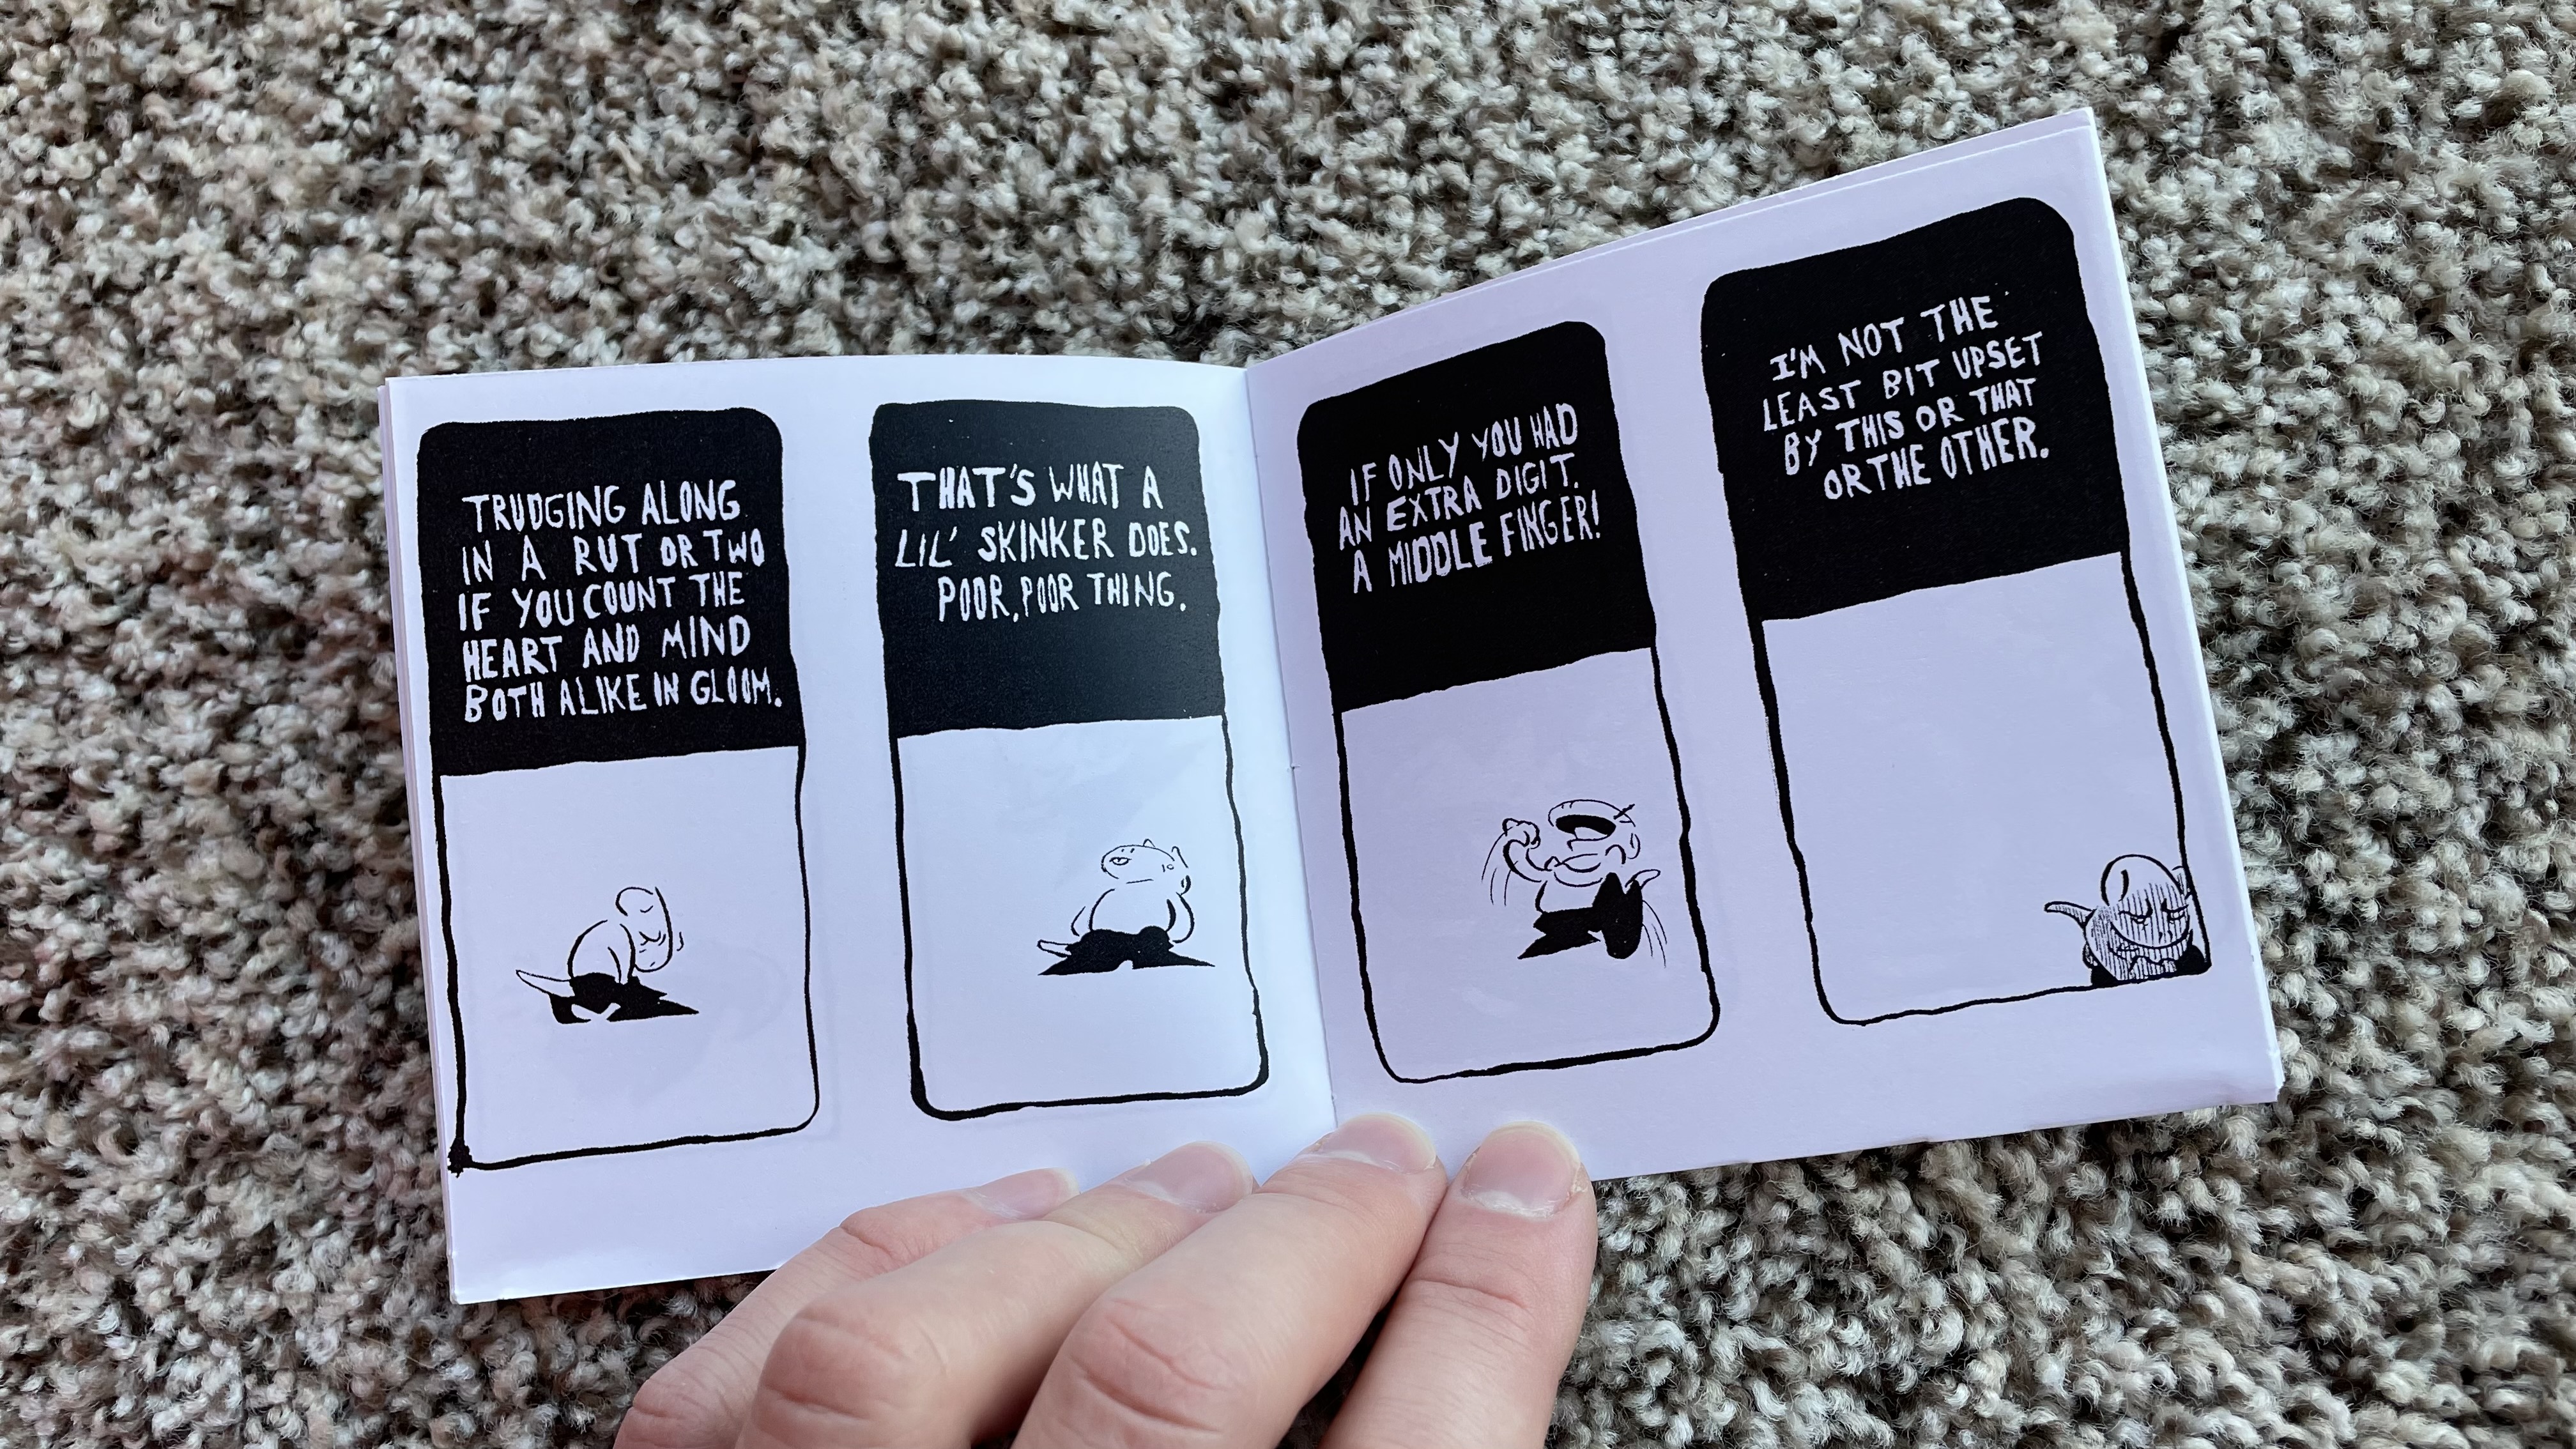 TRUDGING ALONG
IN A RUT OR TWO
IF YOU COUNT THE
HEART AND MIND
BOTH ALIKE IN GLOOM.
THAT'S WHAT A
LIL' SKINKER DOES.
POOR, POOR THING.
IF ONLY YOU HAD
AN EXTRA DIGIT.
A MIDDLE FINGER!
I'M NOT THE
LEAST BIT UPSET
BY THIS OR THAT
OR THE OTHER.